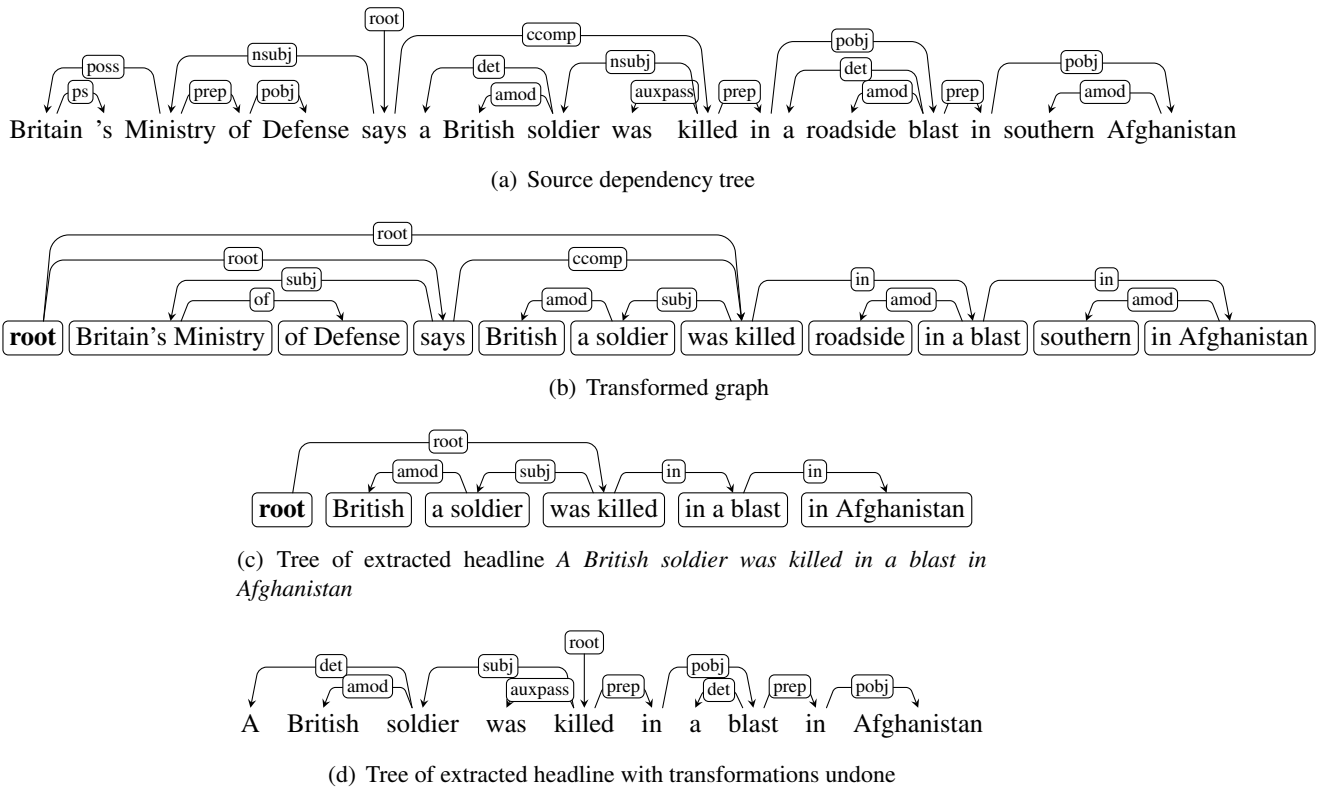 root
nsubj
ccomp
pobj
poss
det
nsubj
det
pobj
ps
prep
pobj
amod
auxpass
prep
amod
prep
amod
Britain 's Ministry of Defense says a British soldier was killed in a roadside blast in southern Afghanistan
(a) Source dependency tree
root
root
ccomp
subj
in
in
of
amod
subj
amod
amod
root Britain's Ministry of Defense says British a soldier was killed roadside in a blast southern in Afghanistan
(b) Transformed graph
root
amod
subj
in
in
root British a soldier was killed in a blast in Afghanistan
(c) Tree of extracted headline A British soldier was killed in a blast in
Afghanistan
root
det
subj
pobj
amod
auxpass
prep
det
prep
pobj
A British soldier was killed in a blast in Afghanistan
(d) Tree of extracted headline with transformations undone